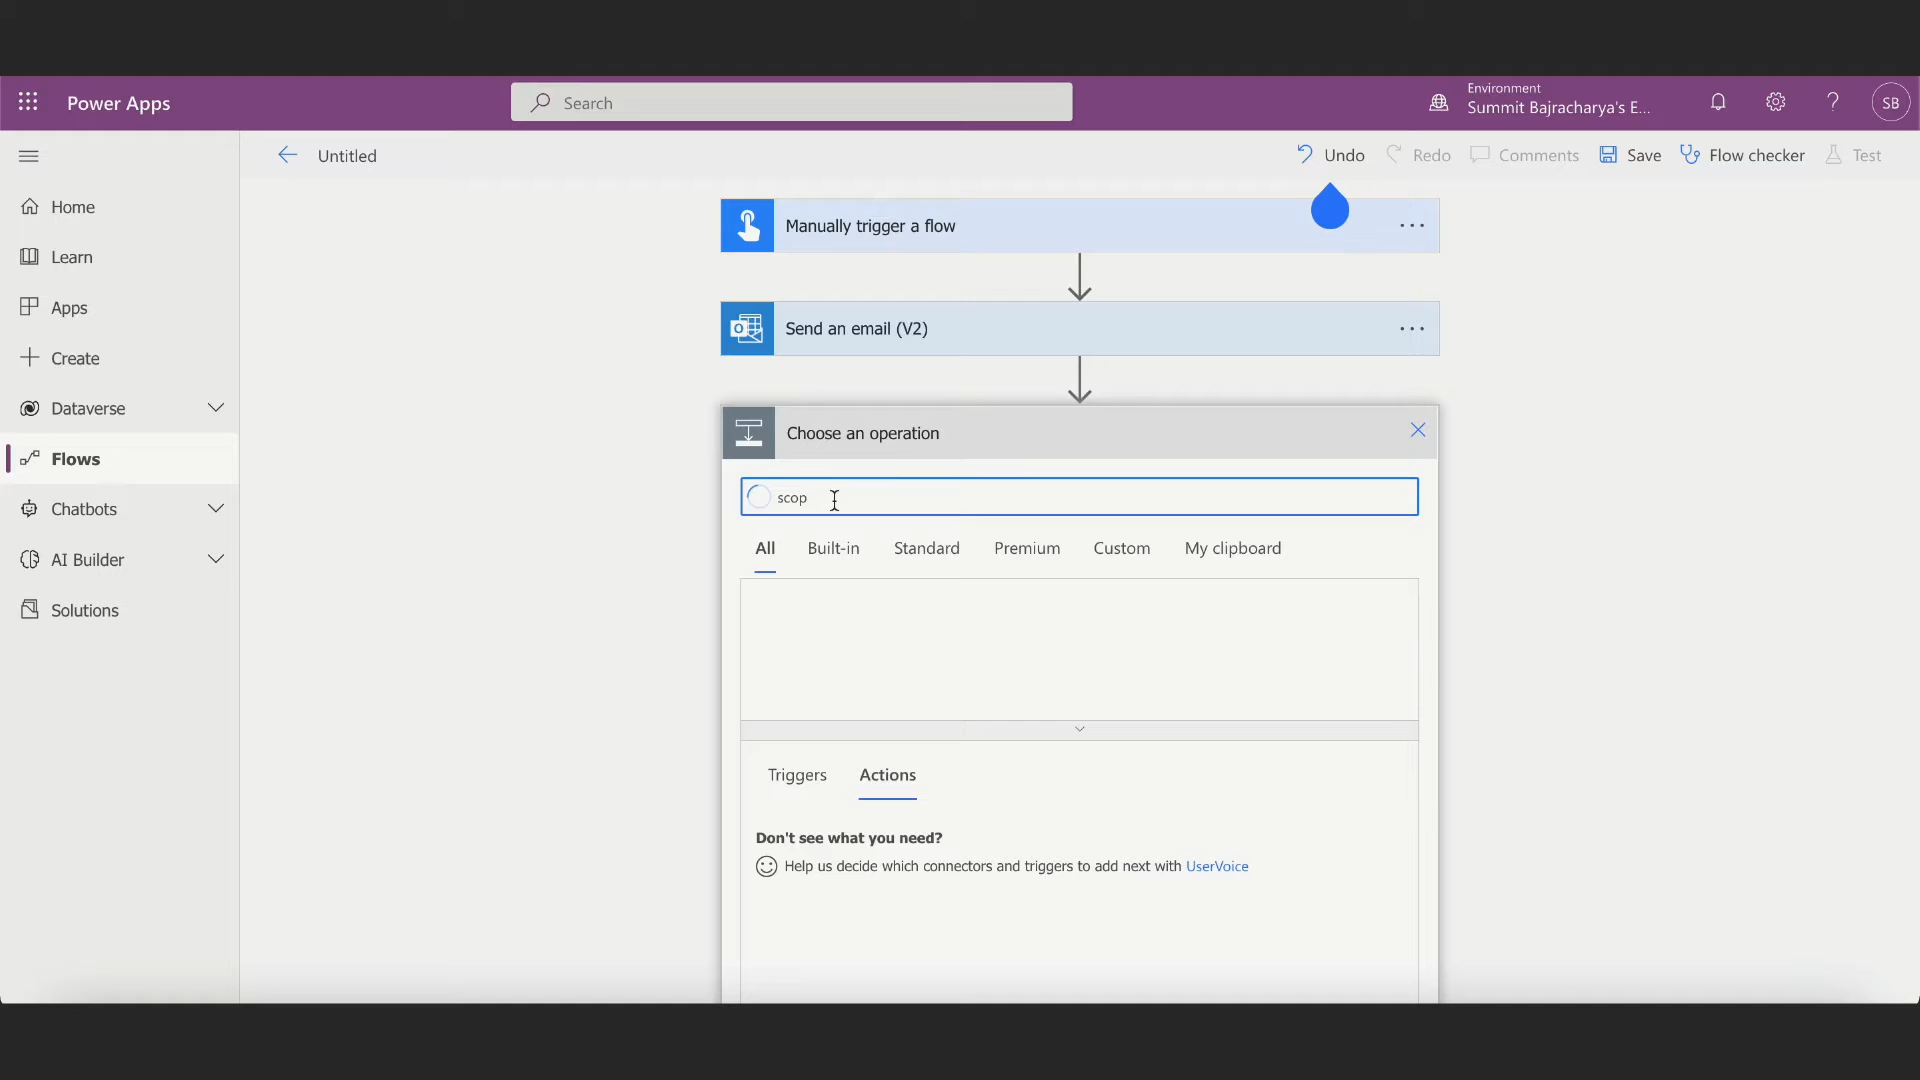 Power Apps
Search
Environment
Summit Bajracharya's E...
?
SB
Untitled
Undo
Redo
Comments
Save
Flow checker
Test
Home
Learn
Apps
Create
Dataverse
Flows
Chatbots
AI Builder
Solutions
Manually trigger a flow
Send an email (V2)
Choose an operation
scop
All Built-in Standard Premium Custom My clipboard
Triggers Actions
Don't see what you need?
Help us decide which connectors and triggers to add next with UserVoice